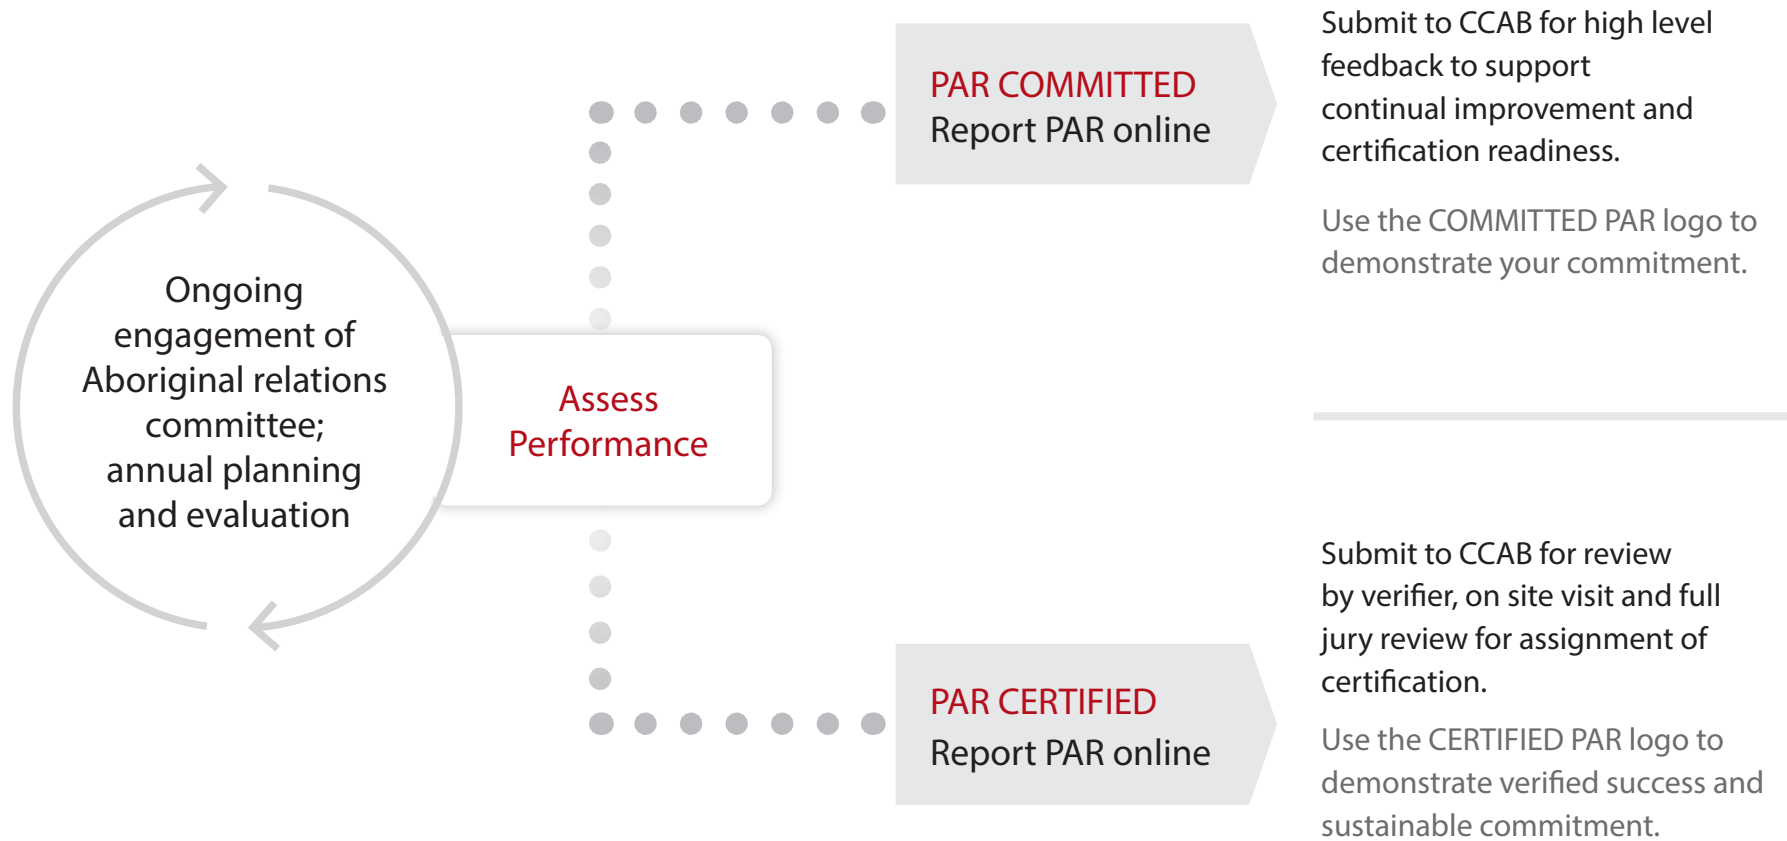 Ongoing
engagement of
Aboriginal relations
committee;
annual planning
and evaluation
Assess
Performance
PAR COMMITTED
Report PAR online
Submit to CCAB for high level
feedback to support
continual improvement and
certification readiness.
Use the COMMITTED PAR logo to
demonstrate your commitment.
PAR CERTIFIED
Report PAR online
Submit to CCAB for review
by verifier, on site visit and full
jury review for assignment of
certification.
Use the CERTIFIED PAR logo to
demonstrate verified success and
sustainable commitment.